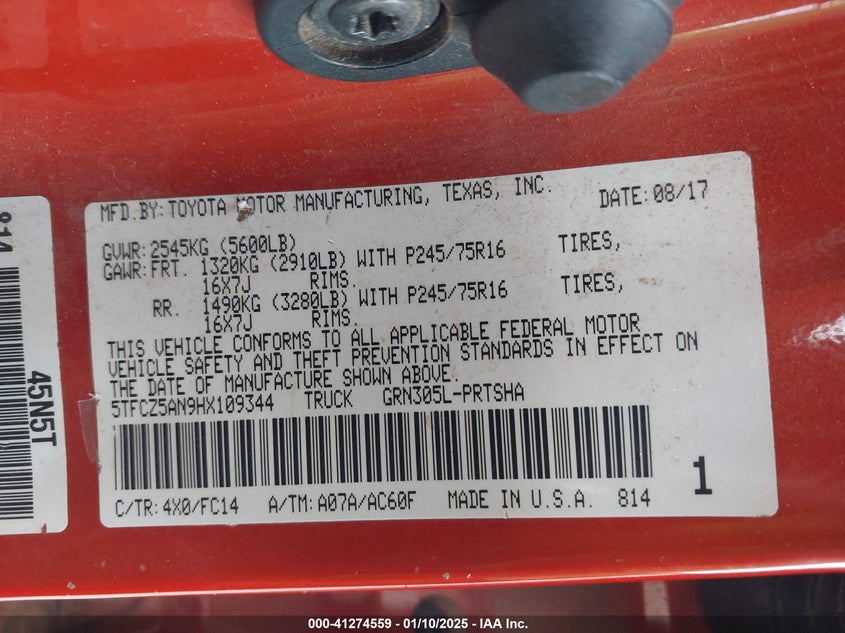 MFD.BY:TOYOTA MOTOR MANUFACTURING, TEXAS, INC. DATE:08/17
GVWR:2545KG (5600LB)
GAWR:FRT. 1320KG (2910LB) WITH P245/75R16 TIRES,
16X7J RIMS.
RR. 1490KG (3280LB) WITH P245/75R16 TIRES,
16X7J RIMS.
THIS VEHICLE CONFORMS TO ALL APPLICABLE FEDERAL MOTOR
VEHICLE SAFETY AND THEFT PREVENTION STANDARDS IN EFFECT ON
THE DATE OF MANUFACTURE SHOWN ABOVE.
5TFCZ5AN9HX109344 TRUCK GRN305L-PRTSHA
C/TR:4X0/FC14 A/TM:A07A/AC60F MADE IN U.S.A. 814
1
45N5T
000-41274559 — 01/10/2025 — IAA Inc.